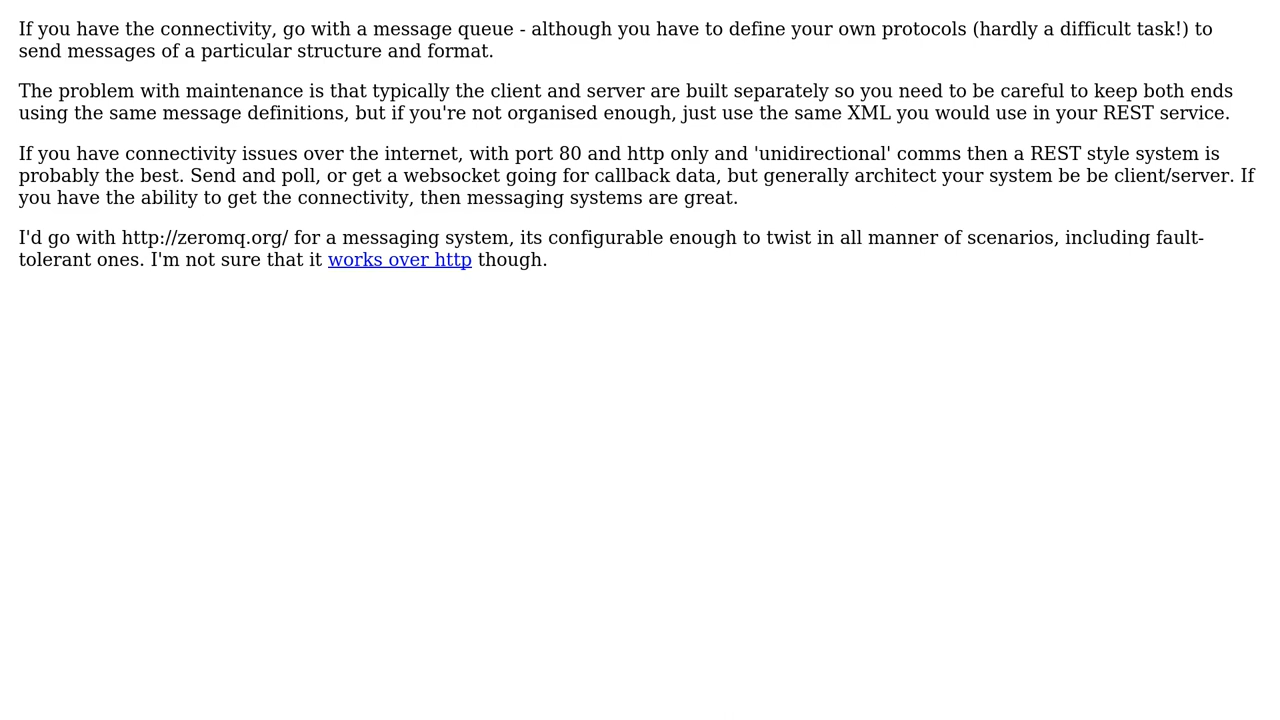 If you have the connectivity, go with a message queue - although you have to define your own protocols (hardly a difficult task!) to
send messages of a particular structure and format.
The problem with maintenance is that typically the client and server are built separately so you need to be careful to keep both ends
using the same message definitions, but if you're not organised enough, just use the same XML you would use in your REST service.
If you have connectivity issues over the internet, with port 80 and http only and 'unidirectional' comms then a REST style system is
probably the best. Send and poll, or get a websocket going for callback data, but generally architect your system be be client/server. If
you have the ability to get the connectivity, then messaging systems are great.
I'd go with http://zeromq.org/ for a messaging system, its configurable enough to twist in all manner of scenarios, including fault-
tolerant ones. I'm not sure that it works over http though.